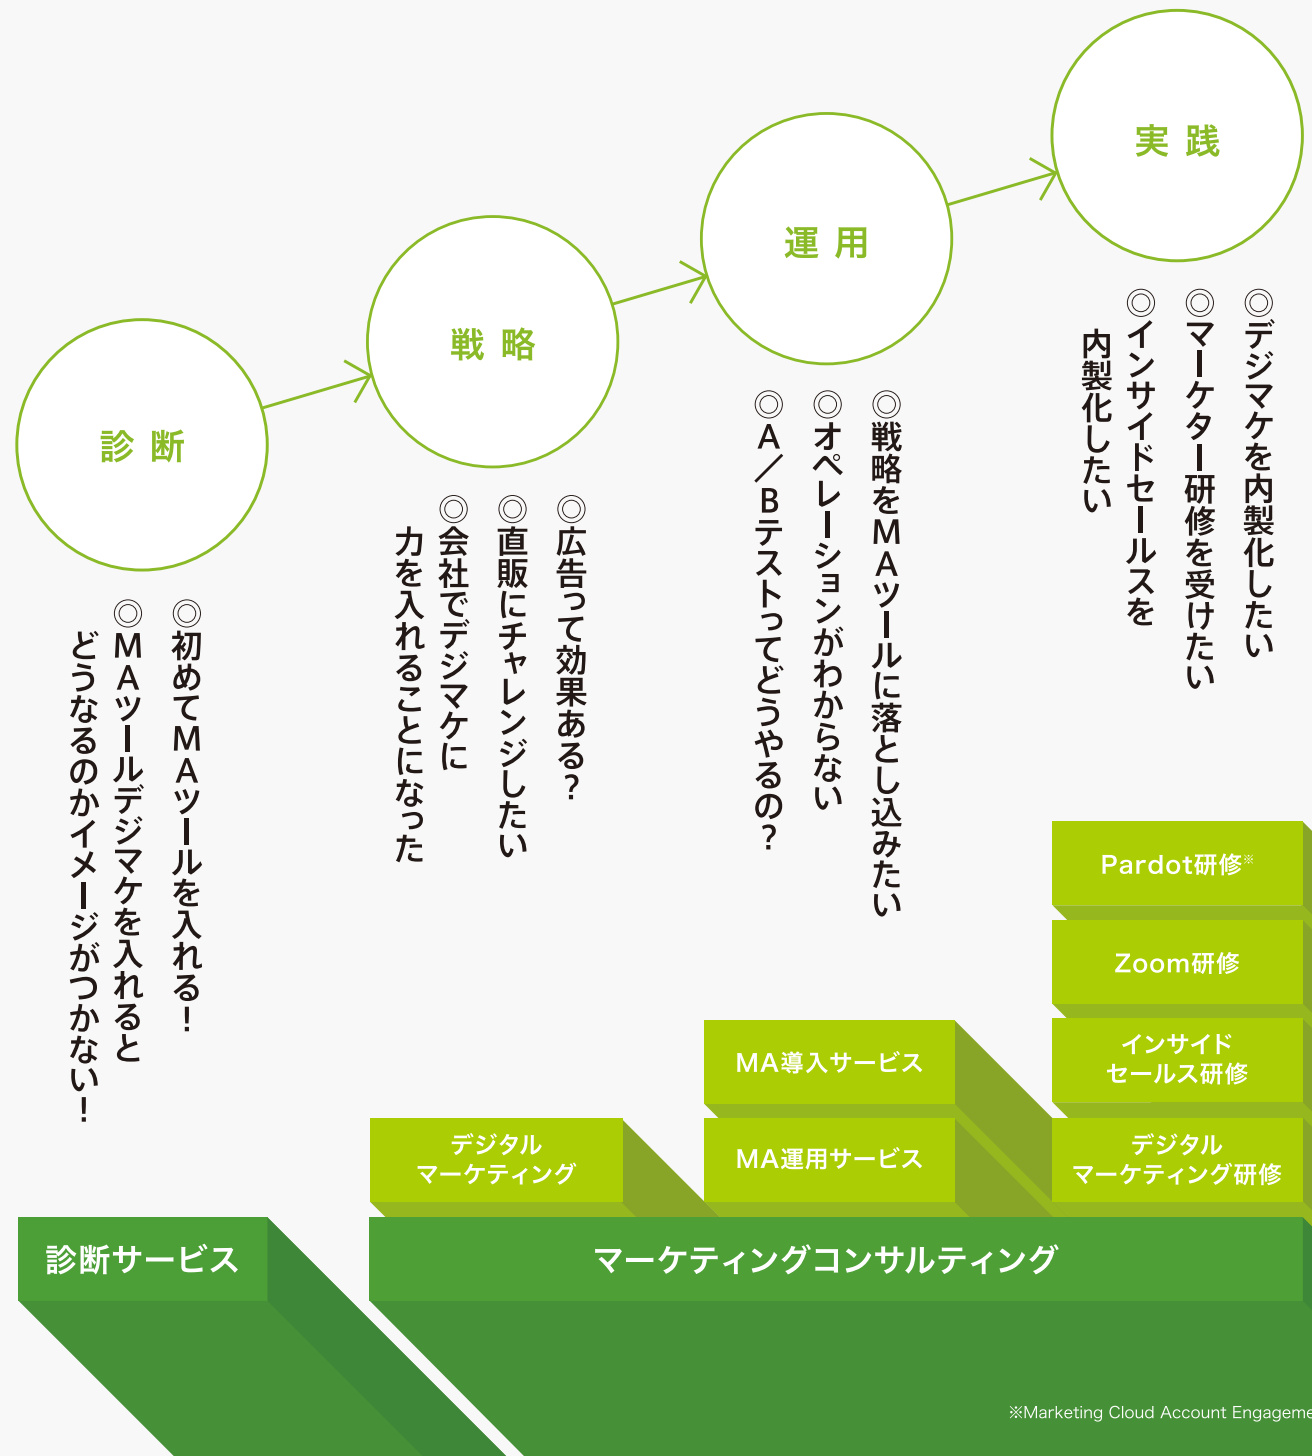 診断
◎初めてMAツールを入れる!
◎MAツールデジマケを入れると
どうなるのかイメージがつかない!
戦略
◎広告って効果ある?
◎直販にチャレンジしたい
◎会社でデジマケに
力を入れることになった
運用
◎戦略をMAツールに落とし込みたい
◎オペレーションがわからない
◎A/Bテストってどうやるの?
実践
◎デジマケを内製化したい
◎マーケター研修を受けたい
◎インサイドセールスを
内製化したい
Pardot研修※
Zoom研修
インサイド
セールス研修
デジタル
マーケティング研修
MA導入サービス
MA運用サービス
デジタル
マーケティング
診断サービス
マーケティングコンサルティング
※Marketing Cloud Account Engageme